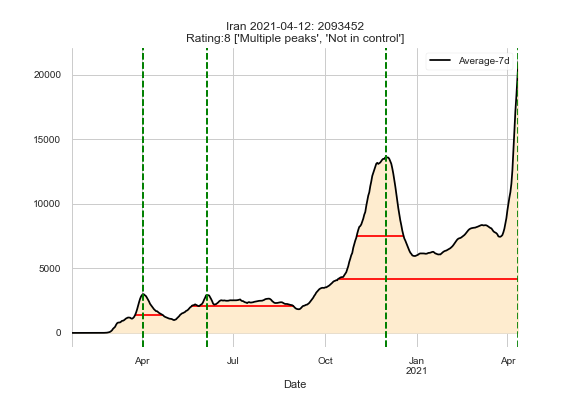 Iran 2021-04-12: 2093452
Rating:8 ['Multiple peaks', 'Not in control']
Average-7d
20000
15000
10000
5000
0
Apr Jul Oct Jan Apr
2021
Date